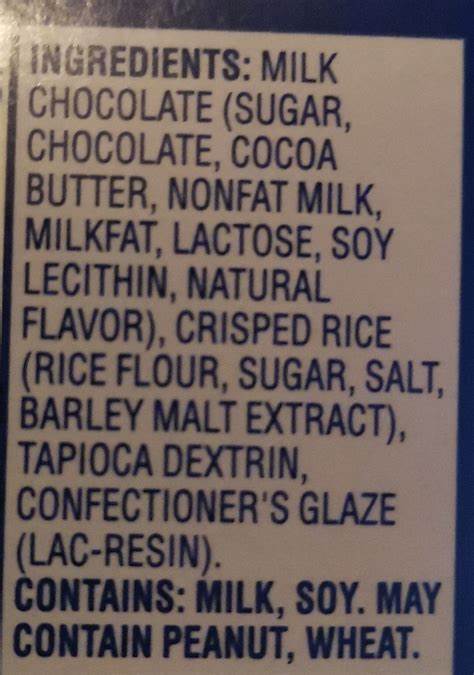 INGREDIENTS: MILK
CHOCOLATE (SUGAR,
CHOCOLATE, COCOA
BUTTER, NONFAT MILK,
MILKFAT, LACTOSE, SOY
LECITHIN, NATURAL
FLAVOR), CRISPED RICE
(RICE FLOUR, SUGAR, SALT,
BARLEY MALT EXTRACT),
TAPIOCA DEXTRIN,
CONFECTIONER'S GLAZE
(LAC-RESIN).
CONTAINS: MILK, SOY. MAY
CONTAIN PEANUT, WHEAT.